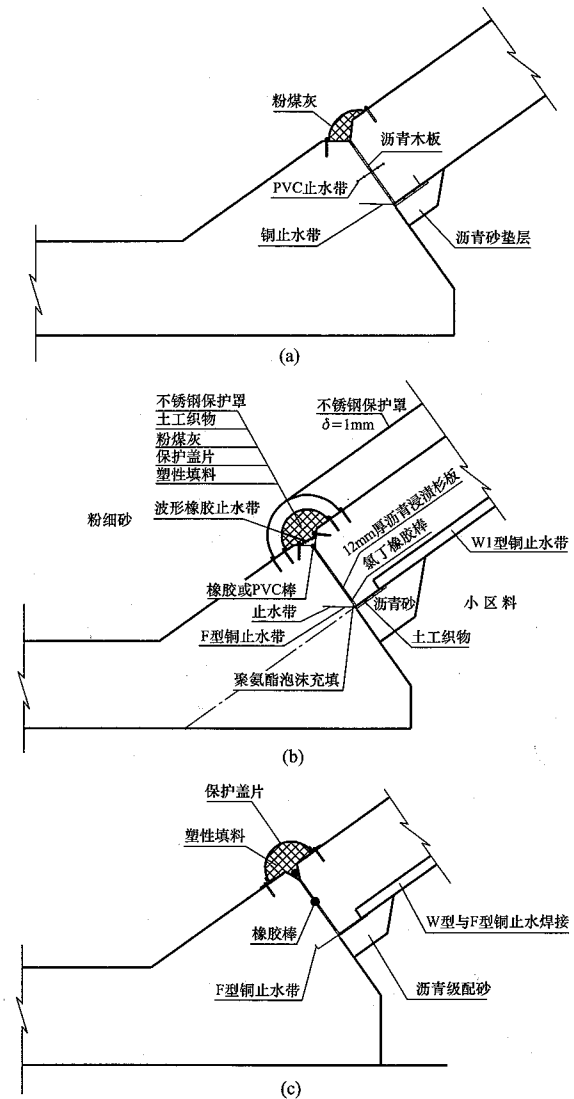 粉煤灰
沥青木板
PVC止水带
铜止水带
沥青砂垫层
(a)
不锈钢保护罩
土工织物
粉煤灰
保护盖片
塑性填料
波形橡胶止水带
不锈钢保护罩
δ=1mm
粉细砂
12mm厚沥青浸渍杉板
氯丁橡胶棒
W1型铜止水带
橡胶或PVC棒
止水带
沥青砂
小区料
F型铜止水带
土工织物
聚氨酯泡沫充填
(b)
保护盖片
塑性填料
橡胶棒
W型与F型铜止水焊接
F型铜止水带
沥青级配砂
(c)